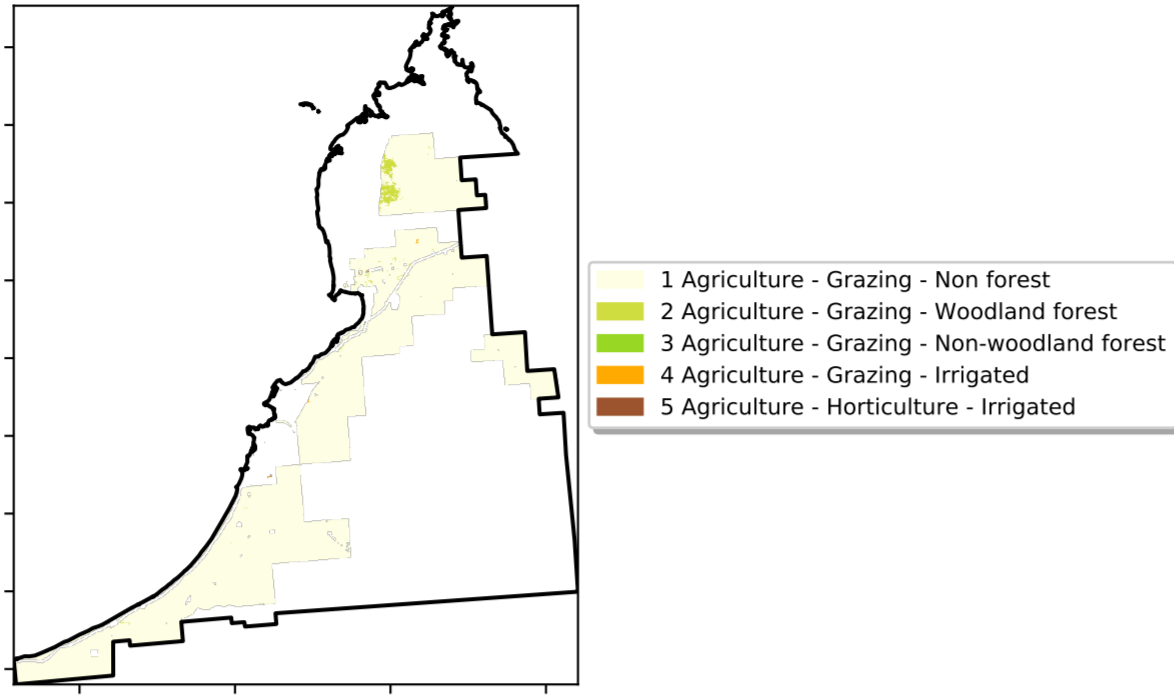 1 Agriculture - Grazing - Non forest
2 Agriculture - Grazing - Woodland forest
3 Agriculture - Grazing - Non-woodland forest
4 Agriculture - Grazing - Irrigated
5 Agriculture - Horticulture - Irrigated